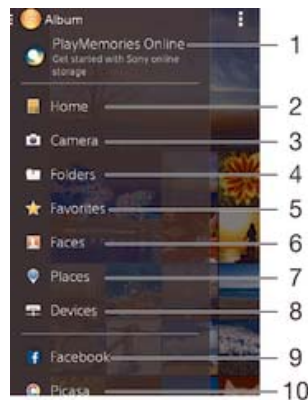 Album
PlayMemories Online
Get started with Sony online
storage
1
Home
2
Camera
3
Folders
4
Favorites
5
Faces
6
Places
7
Devices
8
Facebook
9
Picasa
10